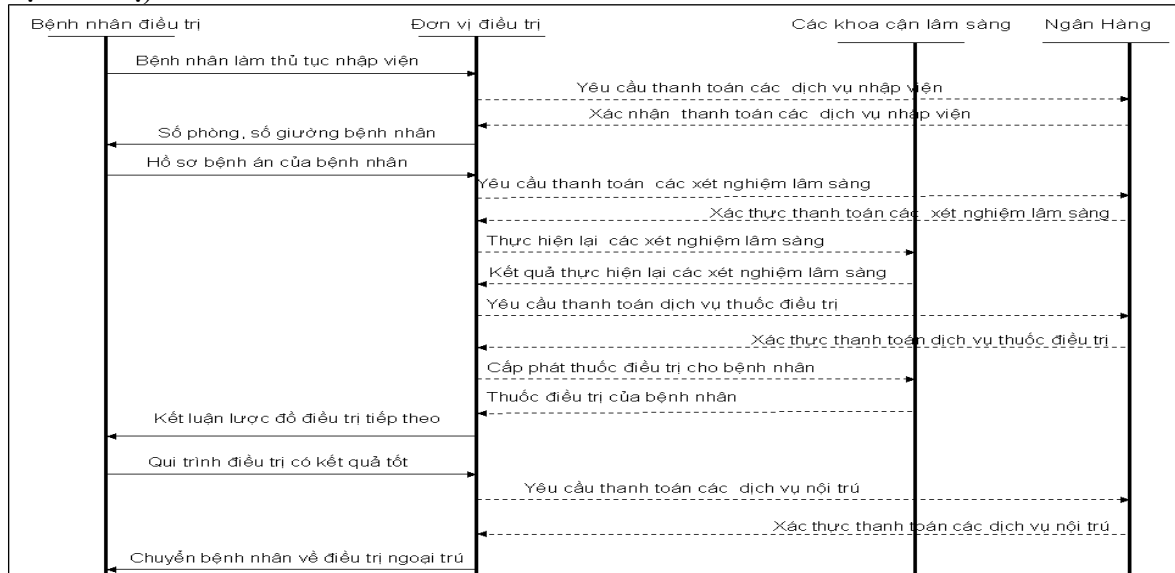 Bệnh nhân điều trị
Đơn vị điều trị
Các khoa cận lâm sàng
Ngân Hàng
Bệnh nhân làm thủ tục nhập viện
Yêu cầu thanh toán các dịch vụ nhập viện
Xác nhận thanh toán các dịch vụ nhập viện
Số phòng, số giường bệnh nhân
Hồ sơ bệnh án của bệnh nhân
Yêu cầu thanh toán các xét nghiệm lâm sàng
Xác thực thanh toán các xét nghiệm lâm sàng
Thực hiện lại các xét nghiệm lâm sàng
Kết quả thực hiện lại các xét nghiệm lâm sàng
Yêu cầu thanh toán dịch vụ thuốc điều trị
Xác thực thanh toán dịch vụ thuốc điều trị
Cấp phát thuốc điều trị cho bệnh nhân
Thuốc điều trị của bệnh nhân
Kết luận lược đồ điều trị tiếp theo
Qui trình điều trị có kết quả tốt
Yêu cầu thanh toán các dịch vụ nội trú
Xác thực thanh toán các dịch vụ nội trú
Chuyển bệnh nhân về điều trị ngoại trú